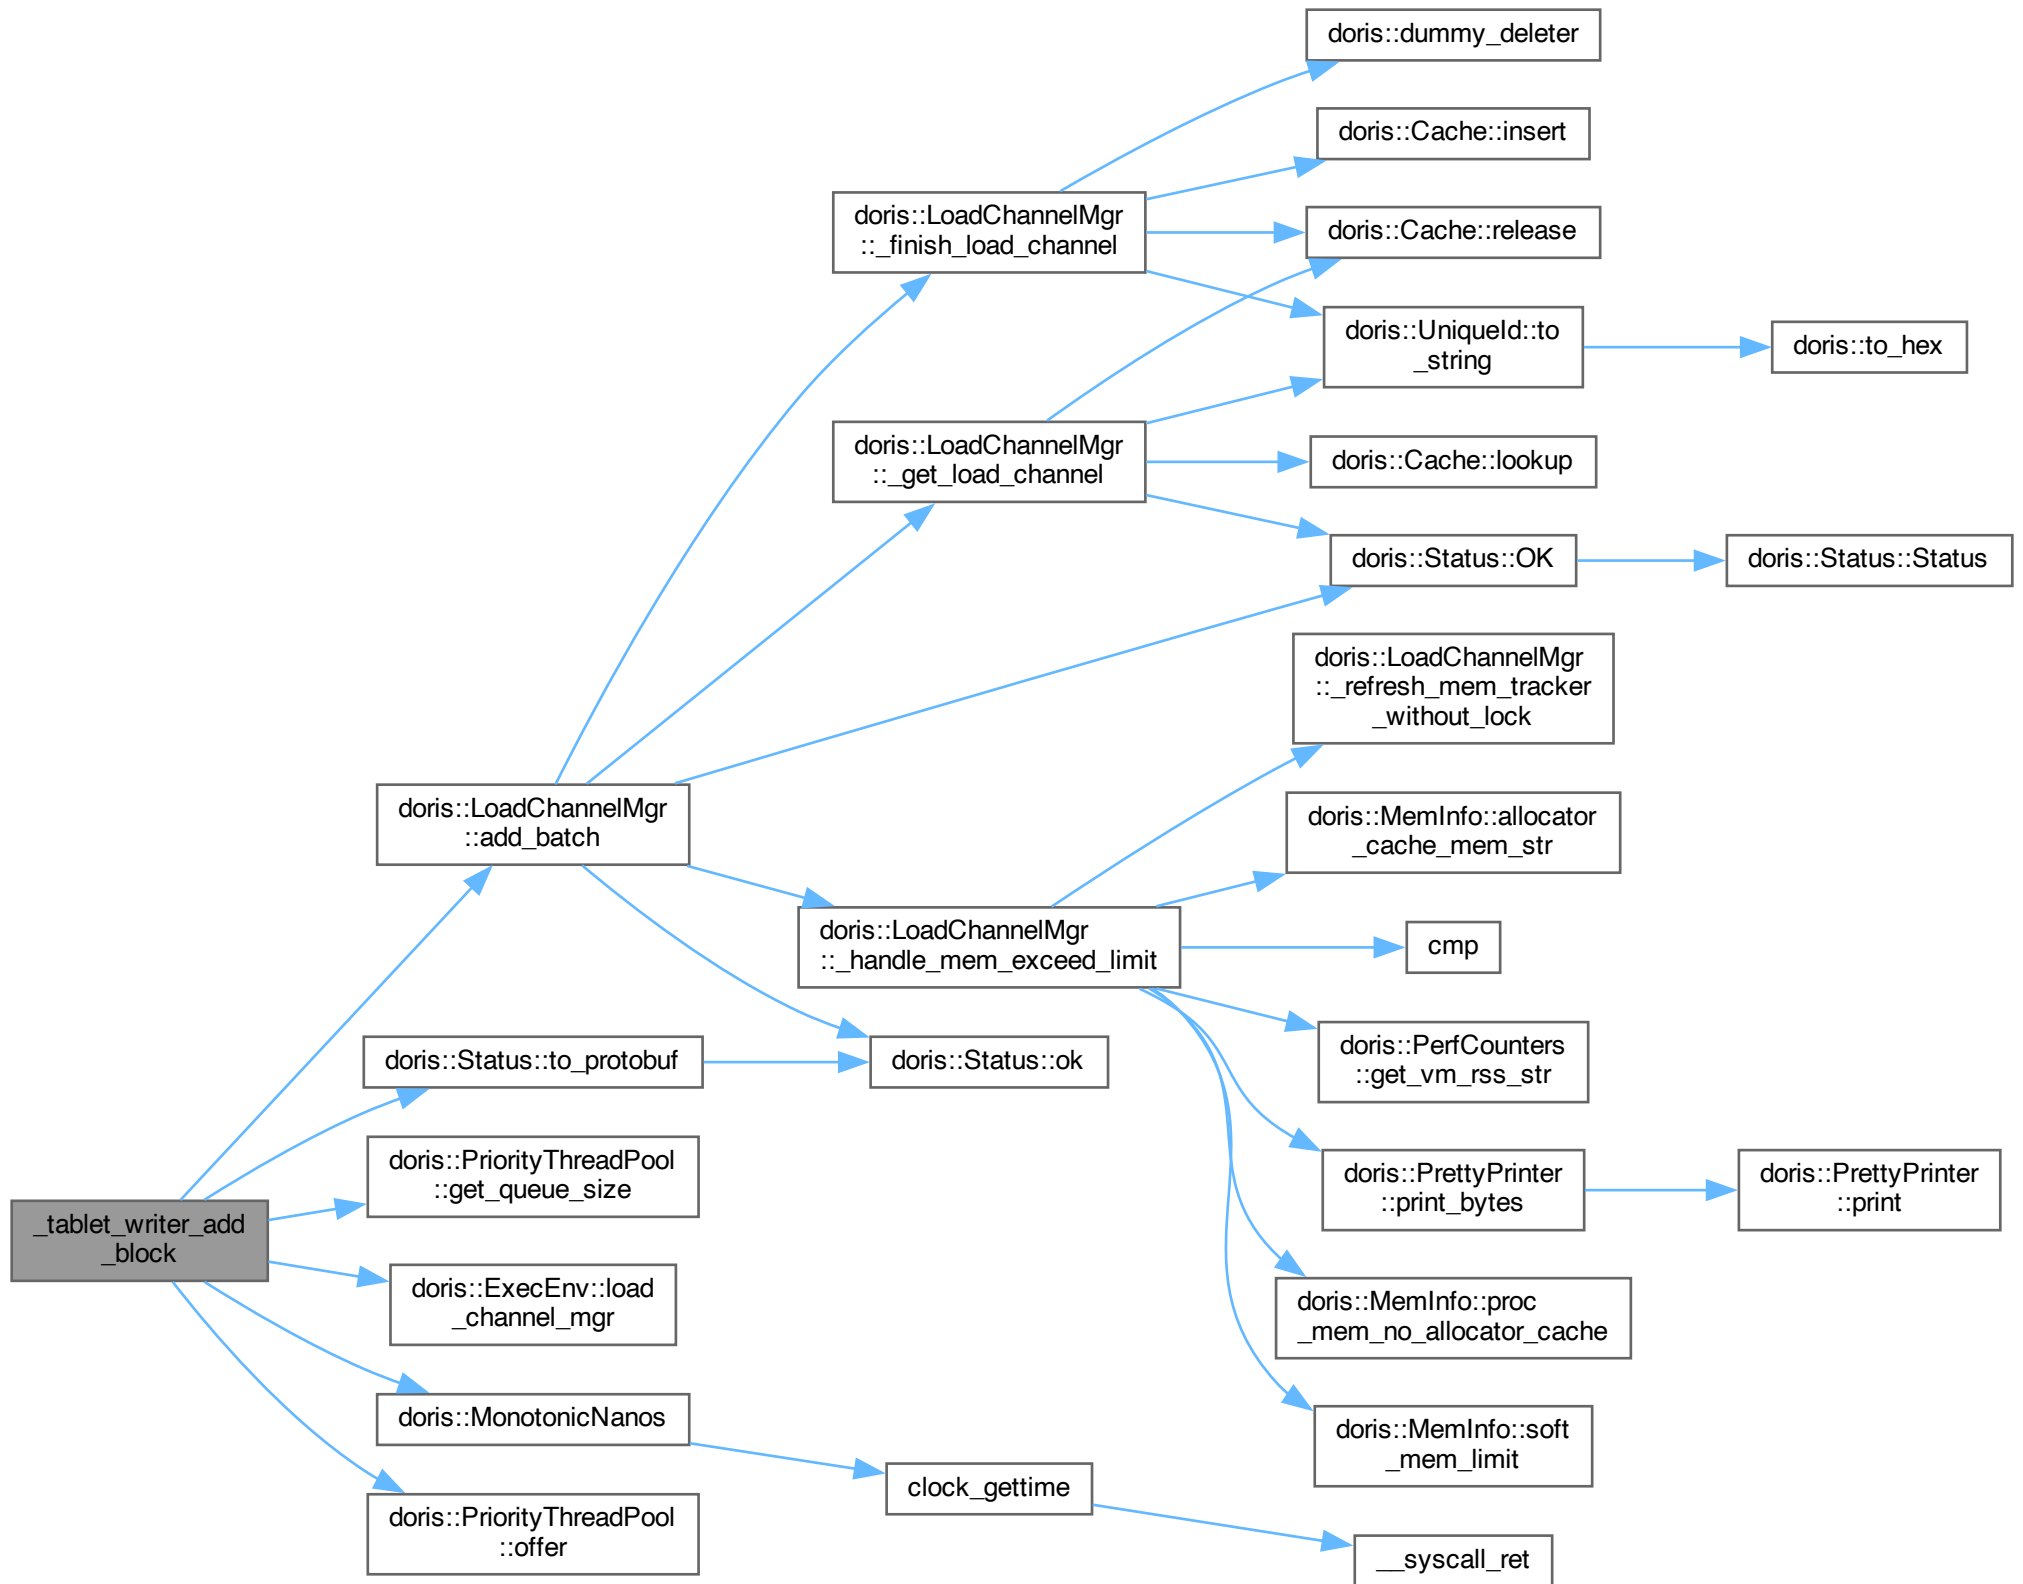 doris::dummy_deleter
doris::Cache::insert
doris::LoadChannelMgr
::_finish_load_channel
doris::Cache::release
doris::UniqueId::to
_string
doris::to_hex
doris::LoadChannelMgr
::_get_load_channel
doris::Cache::lookup
doris::Status::OK
doris::Status::Status
doris::LoadChannelMgr
::_refresh_mem_tracker
_without_lock
doris::LoadChannelMgr
::add_batch
doris::MemInfo::allocator
_cache_mem_str
doris::LoadChannelMgr
::_handle_mem_exceed_limit
cmp
doris::PerfCounters
::get_vm_rss_str
doris::Status::to_protobuf
doris::Status::ok
doris::PriorityThreadPool
::get_queue_size
doris::PrettyPrinter
::print_bytes
doris::PrettyPrinter
::print
_tablet_writer_add
_block
doris::ExecEnv::load
_channel_mgr
doris::MemInfo::proc
_mem_no_allocator_cache
doris::MonotonicNanos
doris::MemInfo::soft
_mem_limit
clock_gettime
doris::PriorityThreadPool
::offer
__syscall_ret